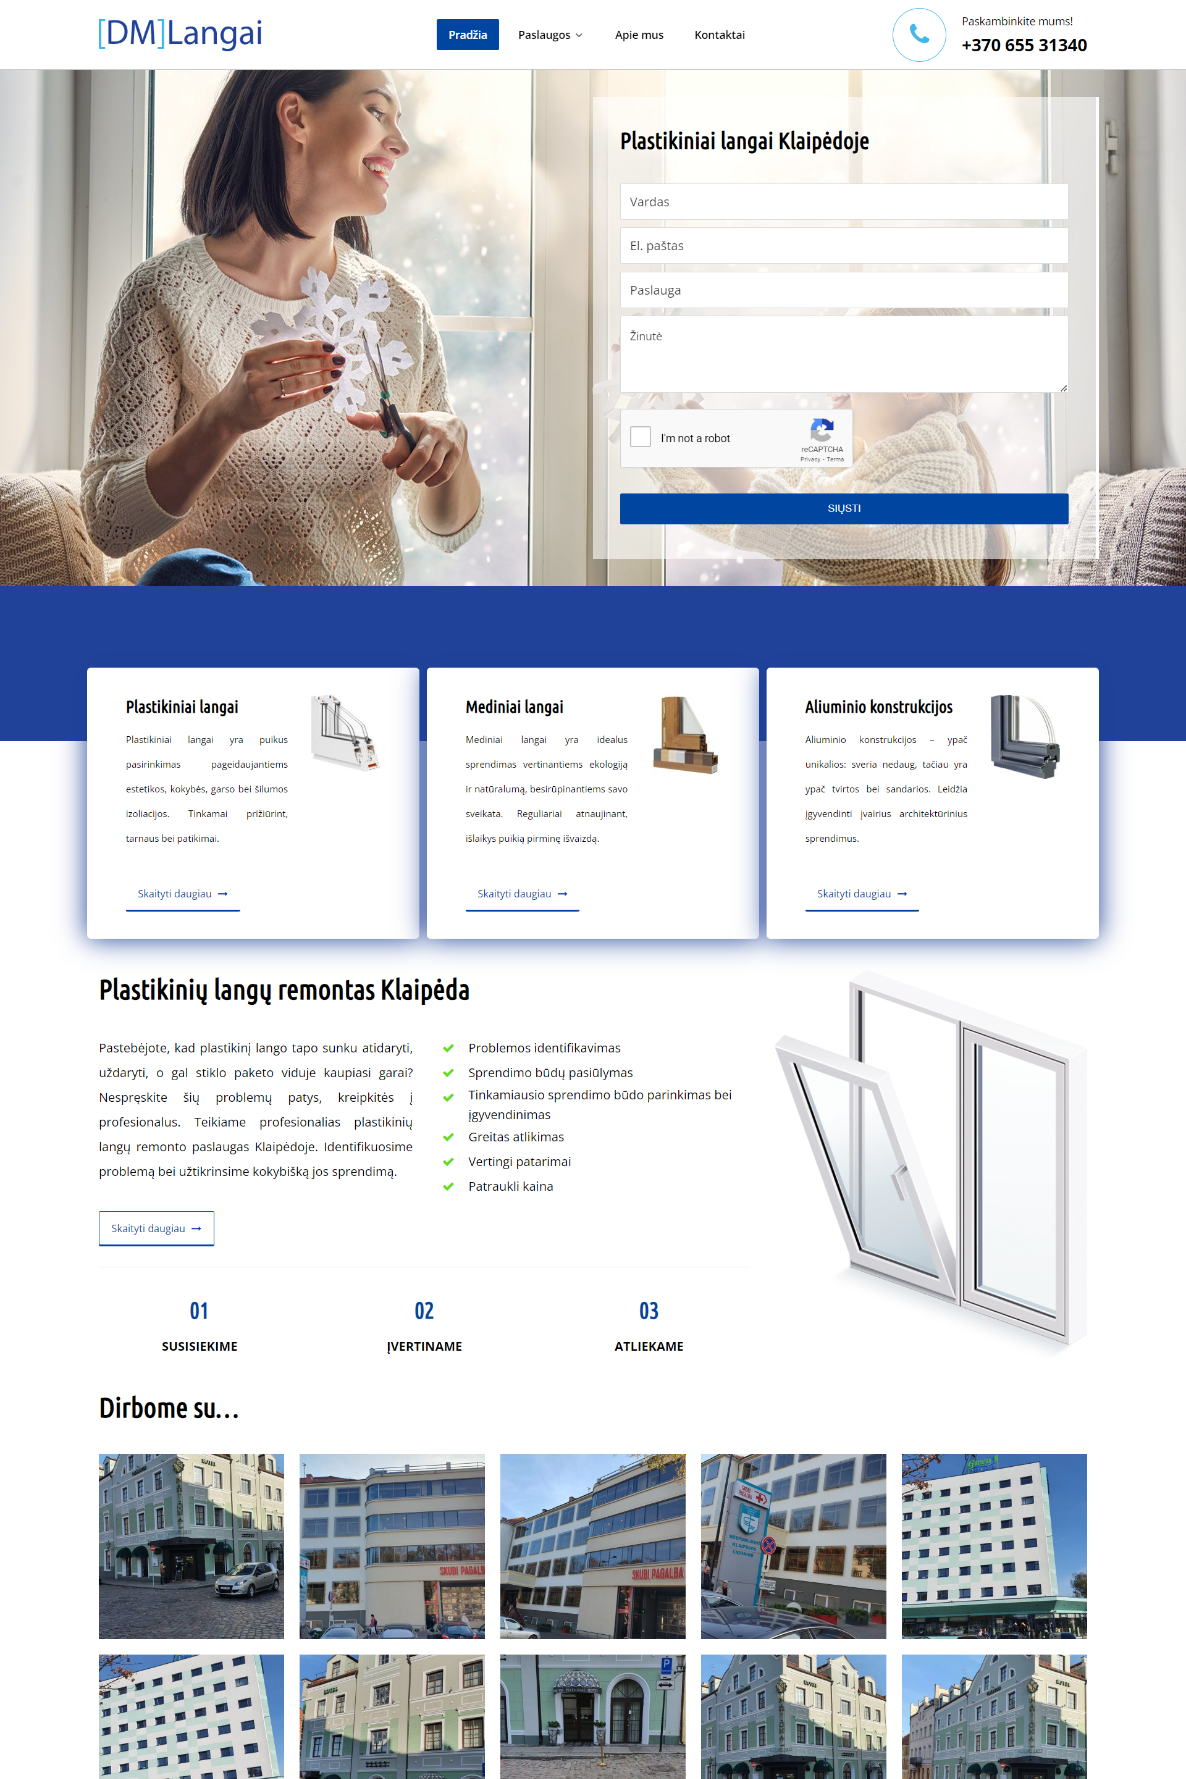 [DM]Langai
Pradžia
Paslaugos
Apie mus
Kontaktai
Paskambinkite mums!
+370 655 31340
Plastikiniai langai Klaipėdoje
Vardas
El. paštas
Paslauga
Žinutė
I'm not a robot
reCAPTCHA
Privacy - Terms
SIŲSTI
Plastikiniai langai
Plastikiniai langai yra puikus
pasirinkimas pageidaujantiems
estetikos, kokybės, garso bei šilumos
izoliacijos. Tinkamai prižiūrint,
tarnaus bei patikimai.
Skaityti daugiau
Mediniai langai
Mediniai langai yra idealus
sprendimas vertinantiems ekologiją
ir natūralumą, besirūpinantiems savo
sveikata. Reguliariai atnaujinant,
išlaikys puikią pirminę išvaizdą.
Skaityti daugiau
Aliuminio konstrukcijos
Aliuminio konstrukcijos – ypač
unikalios: sveria nedaug, tačiau yra
ypač tvirtos bei sandarios. Leidžia
įgyvendinti įvairius architektūrinius
sprendimus.
Skaityti daugiau
Plastikinių langų remontas Klaipėda
Pastebėjote, kad plastikinį lango tapo sunku atidaryti,
uždaryti, o gal stiklo paketo viduje kaupiasi garai?
Nespręskite šių problemų patys, kreipkitės į
profesionalus. Teikiame profesionalias plastikinių
langų remonto paslaugas Klaipėdoje. Identifikuosime
problemą bei užtikrinsime kokybišką jos sprendimą.
Skaityti daugiau
Problemos identifikavimas
Sprendimo būdų pasiūlymas
Tinkamiausio sprendimo būdo parinkimas bei
įgyvendinimas
Greitas atlikimas
Vertingi patarimai
Patraukli kaina
01
SUSISIEKIME
02
ĮVERTINAME
03
ATLIEKAME
Dirbome su…
HOTEL
SKUBI PAGALBA
SKUBI PAGALBA
KLAIPĖDOS
LIGONINĖ
Green
P